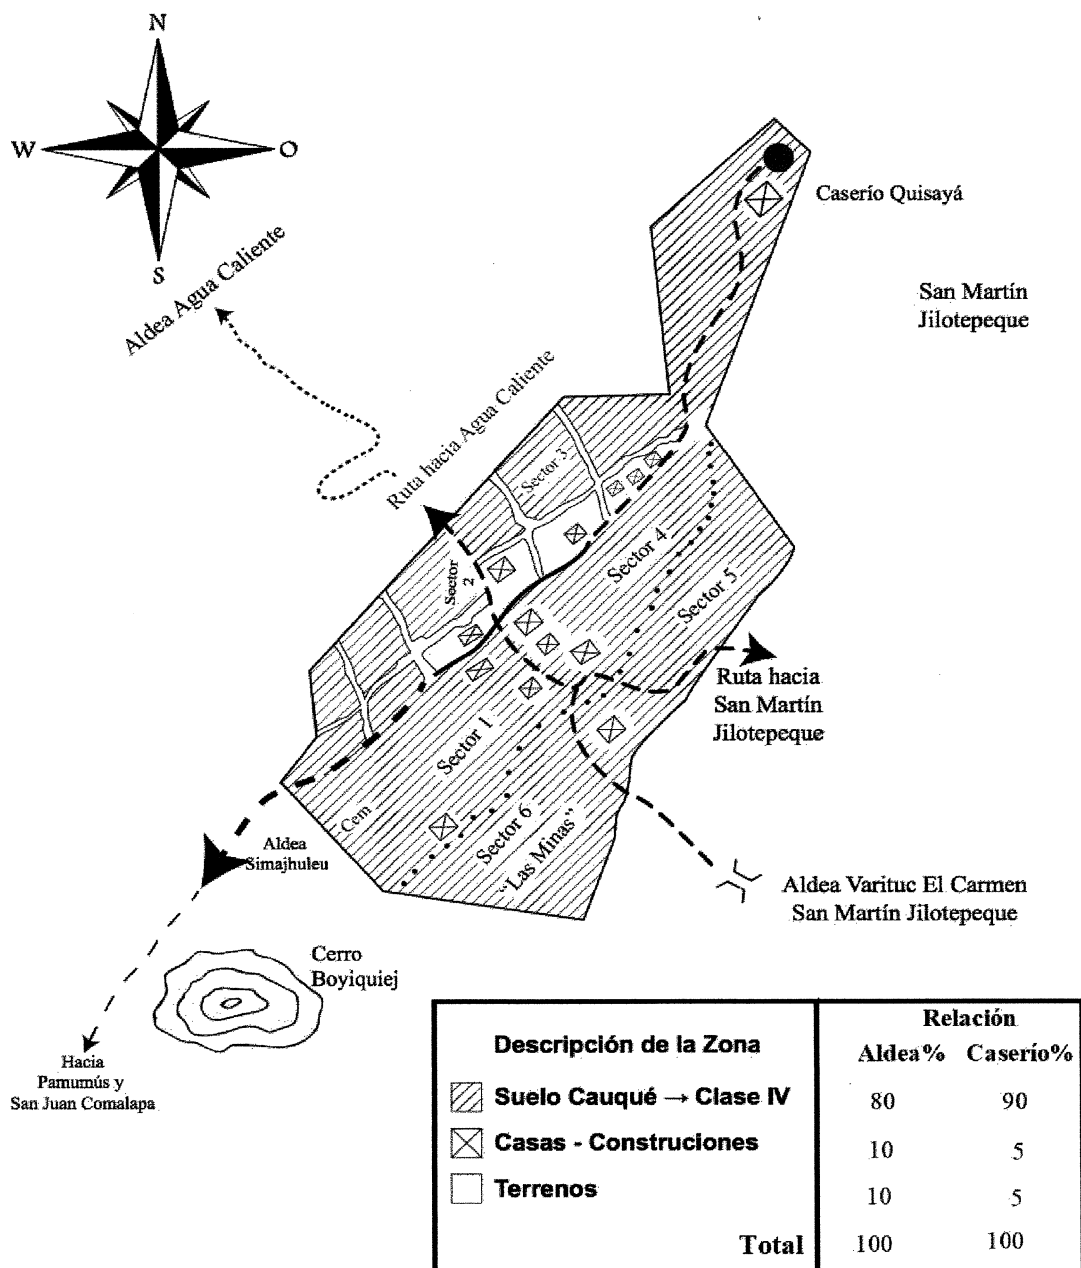 N
W
O
S
Aldea Agua Caliente
Caserío Quisayá
San Martín
Jilotepeque
Ruta hacia Agua Caliente
Sector 3
Sector
2
Sector 4
Sector 5
Ruta hacia
San Martín
Jilotepeque
Sector 1
Cem
Sector 6
“Las Minas”
Aldea
Simajhuleu
Aldea Varituc El Carmen
San Martín Jilotepeque
Cerro
Boyiquiej
Hacia
Pamumús y
San Juan Comalapa
Descripción de la Zona
Relación
Aldea% Caserío%
Suelo Cauqué → Clase IV 80 90
Casas - Construciones 10 5
Terrenos 10 5
Total 100 100